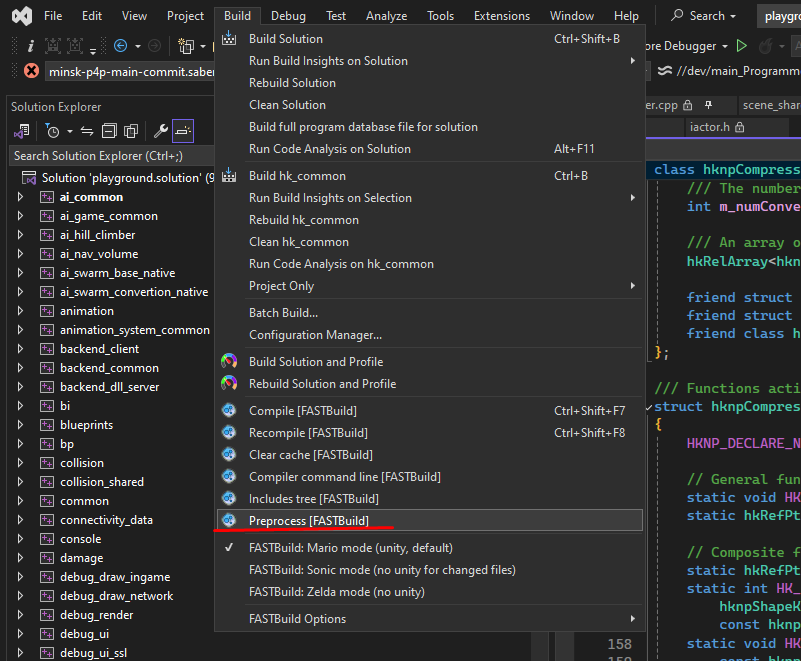 File Edit View Project Build Debug Test Analyze Tools Extensions Window Help Search playgro
ore Debugger
minsk-p4p-main-commit.saber //dev/main_Programm
Solution Explorer
Search Solution Explorer (Ctrl+;)
Solution 'playground.solution' (9
ai_common
ai_game_common
ai_hill_climber
ai_nav_volume
ai_swarm_base_native
ai_swarm_convertion_native
animation
animation_system_common
backend_client
backend_common
backend_dll_server
bi
blueprints
bp
collision
collision_shared
common
connectivity_data
console
damage
debug_draw_ingame
debug_draw_network
debug_render
debug_ui
debug_ui_ssl
Build Solution Ctrl+Shift+B
Run Build Insights on Solution
Rebuild Solution
Clean Solution
Build full program database file for solution
Run Code Analysis on Solution Alt+F11
Build hk_common Ctrl+B
Run Build Insights on Selection
Rebuild hk_common
Clean hk_common
Run Code Analysis on hk_common
Project Only
Batch Build...
Configuration Manager...
Build Solution and Profile
Rebuild Solution and Profile
Compile [FASTBuild] Ctrl+Shift+F7
Recompile [FASTBuild] Ctrl+Shift+F8
Clear cache [FASTBuild]
Compiler command line [FASTBuild]
Includes tree [FASTBuild]
Preprocess [FASTBuild]
FASTBuild: Mario mode (unity, default)
FASTBuild: Sonic mode (no unity for changed files)
FASTBuild: Zelda mode (no unity)
FASTBuild Options
er.cpp scene_shar
iactor.h
class hknpCompress
/// The number
int m_numConve
/// An array o
hkRelArray<hkn
friend struct
friend struct
friend class h
};
/// Functions acti
struct hknpCompres
{
HKNP_DECLARE_N
// General fun
static void HK
static hkRefPt
// Composite f
static hkRefPt
static int HK_
hknpShapeK
const hknp
158 static void HK